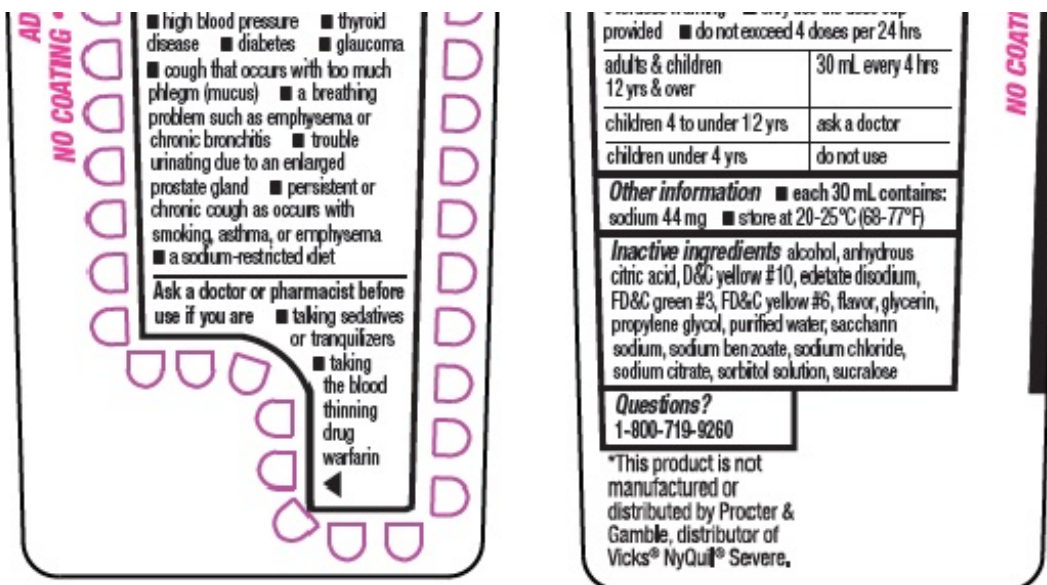 AD
NO COATING •
■ high blood pressure ■ thyroid
disease ■ diabetes ■ glaucoma
■ cough that occurs with too much
phlegm (mucus) ■ a breathing
problem such as emphysema or
chronic bronchitis ■ trouble
urinating due to an enlarged
prostate gland ■ persistent or
chronic cough as occurs with
smoking, asthma, or emphysema
■ a sodium-restricted diet
Ask a doctor or pharmacist before
use if you are ■ talking sedatives
or tranquilizers
■ taking
the blood
thinning
drug
warfarin
provided ■ do not exceed 4 doses per 24 hrs
adults & children 30 mL every 4 hrs
12 yrs & over
children 4 to under 12 yrs ask a doctor
children under 4 yrs do not use
Other information ■ each 30 mL contains:
sodium 44 mg ■ store at 20-25°C (68-77°F)
Inactive ingredients alcohol, anhydrous
citric acid, D&C yellow #10, edetate disodium,
FD&C green #3, FD&C yellow #6, flavor, glycerin,
propylene glycol, purified water, saccharin
sodium, sodium benzoate, sodium chloride,
sodium citrate, sorbitol solution, sucralose
Questions?
1-800-719-9260
*This product is not
manufactured or
distributed by Procter &
Gamble, distributor of
Vicks® NyQuil® Severe.
NO COATI